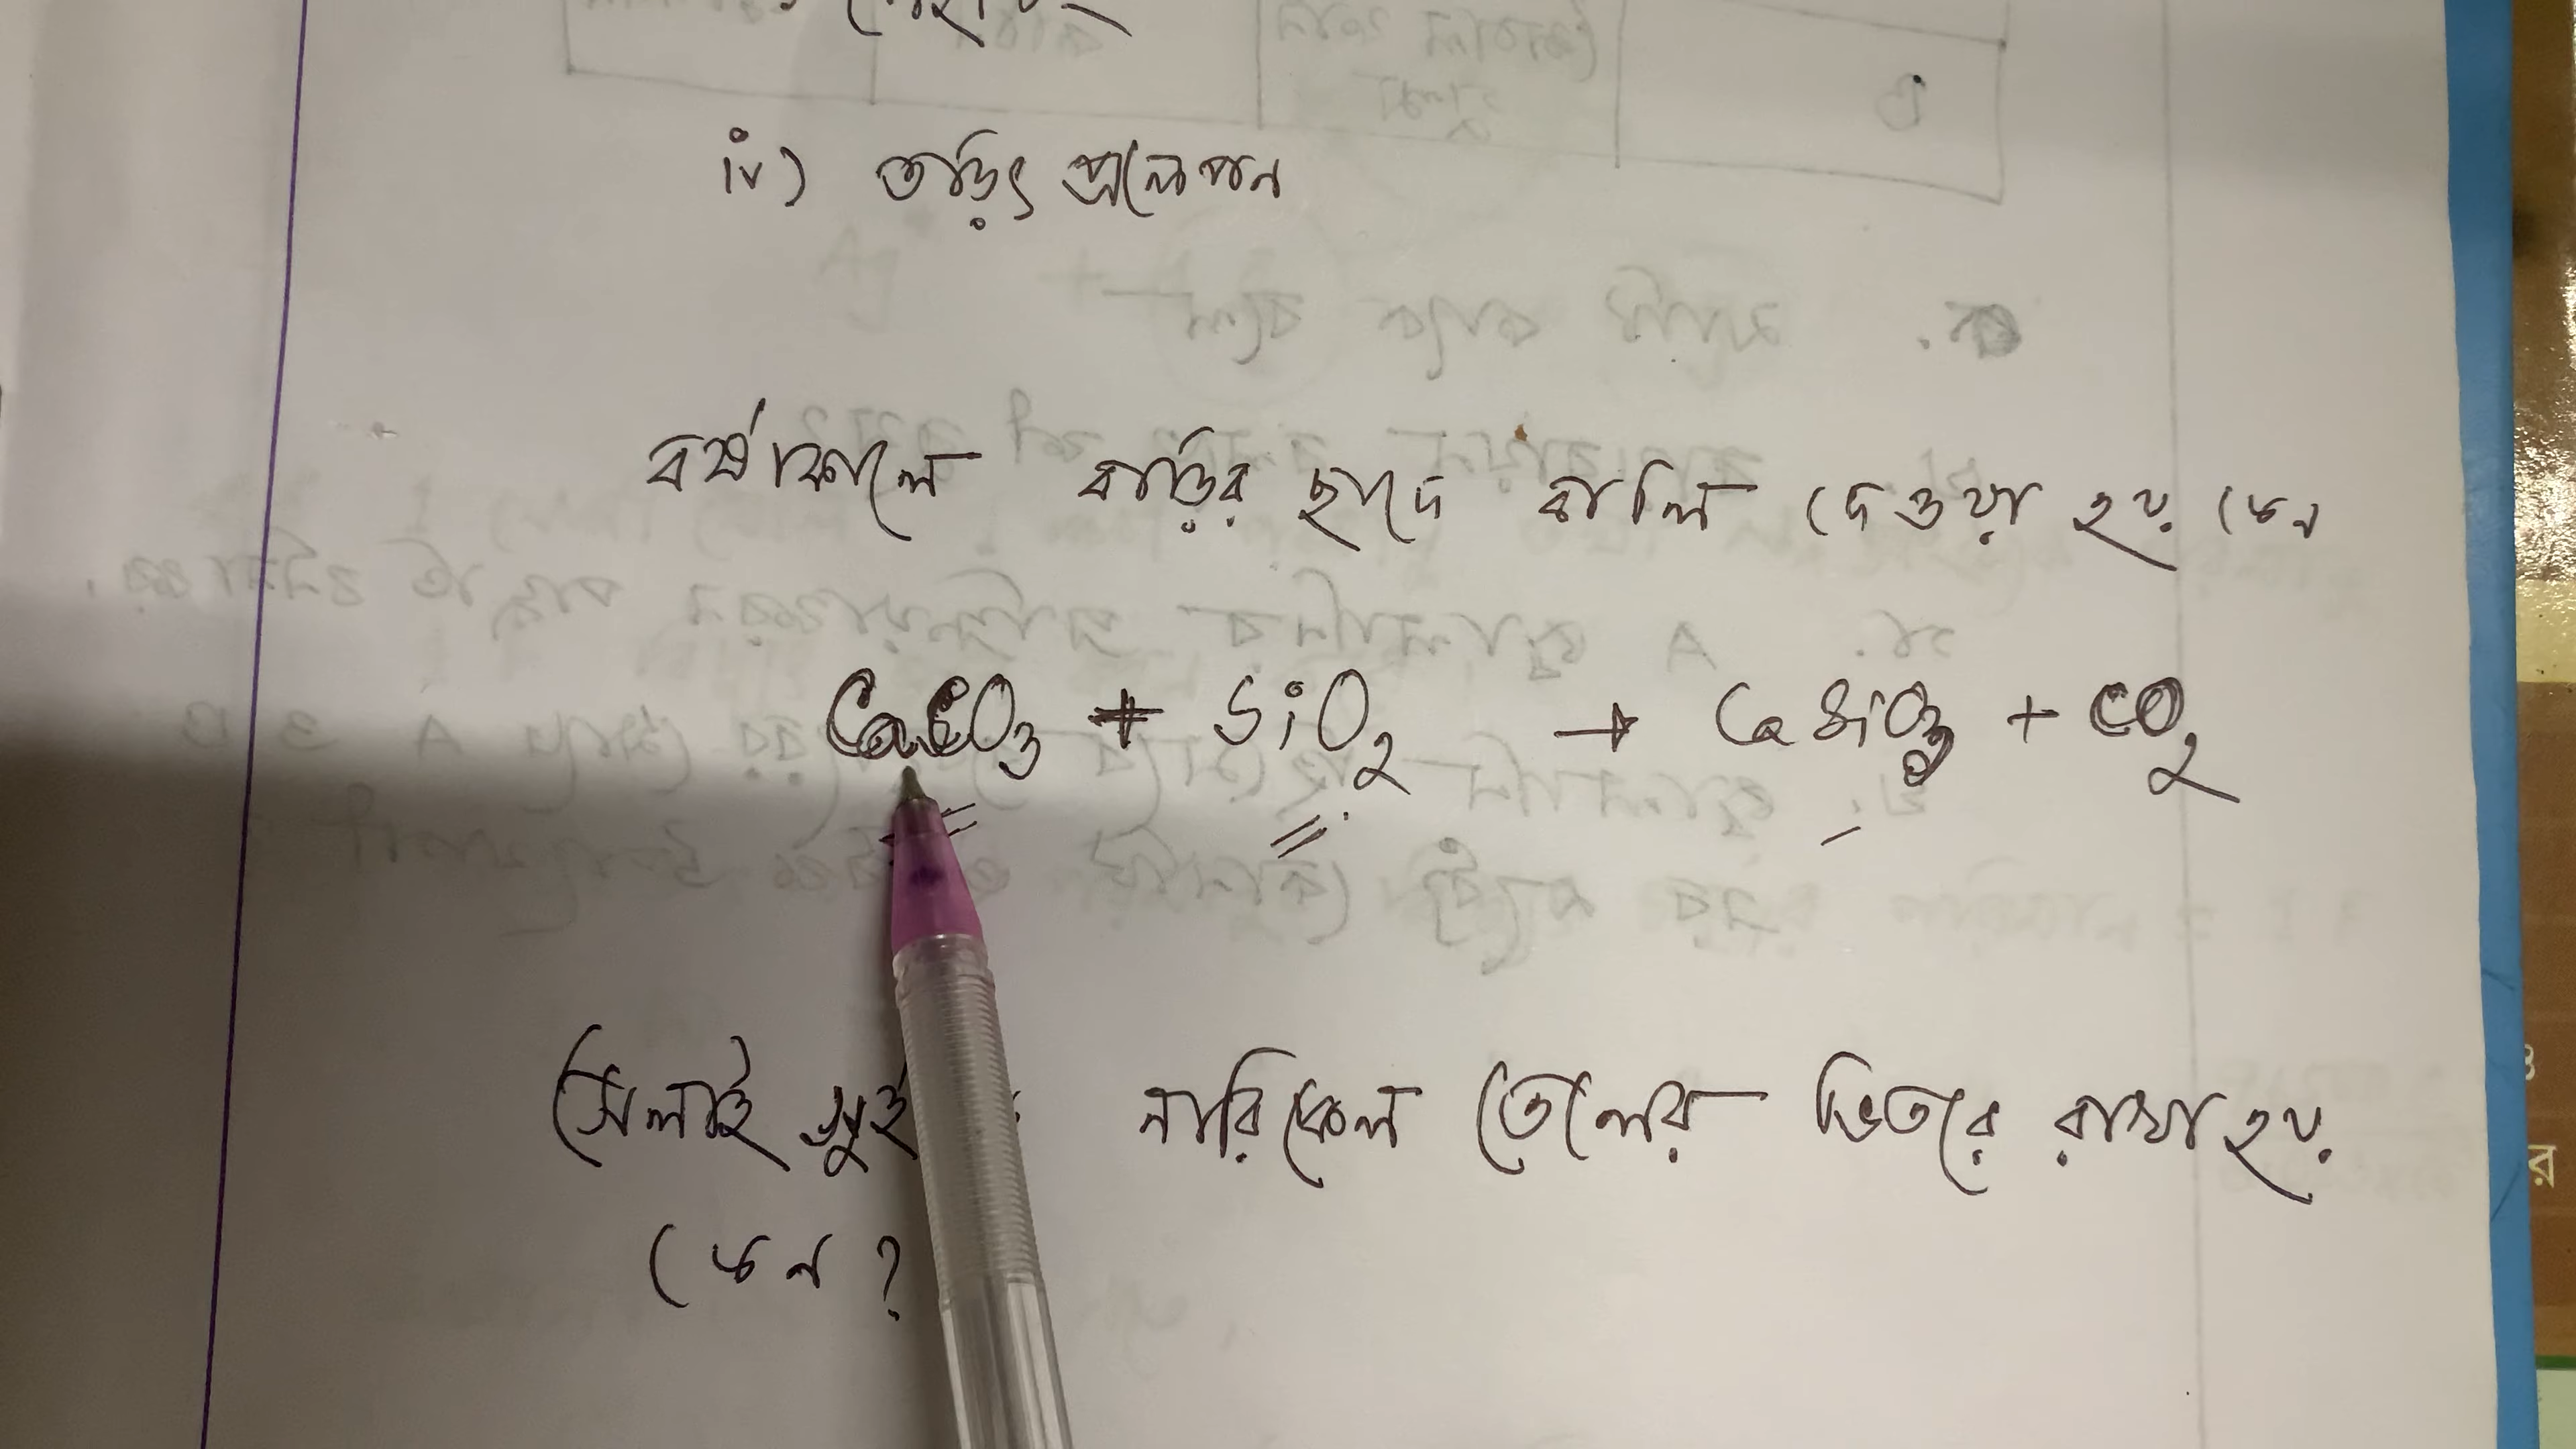 iv) তড়িৎ প্রলেপন
বর্ষাকালে বাড়ির ছাদে বালি দেওয়া হয় কেন
CaCO3 + SiO2 → CaSiO3 + CO2
সেলাই সুই নারিকেল তেলের ভিতরে রাখা হয়
কেন?
র